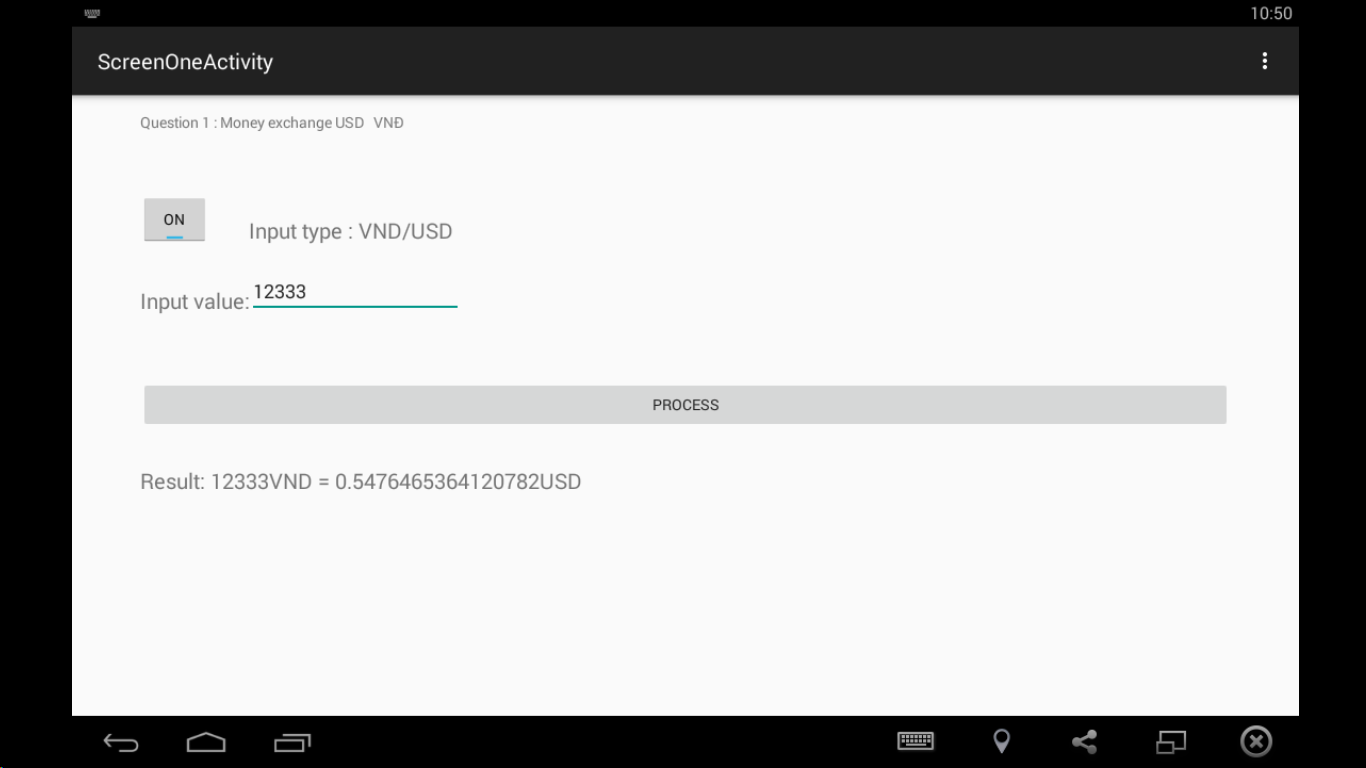 10:50
ScreenOneActivity
Question 1 : Money exchange USD VNĐ
ON
Input type : VND/USD
Input value: 12333
PROCESS
Result: 12333VND = 0.5476465364120782USD